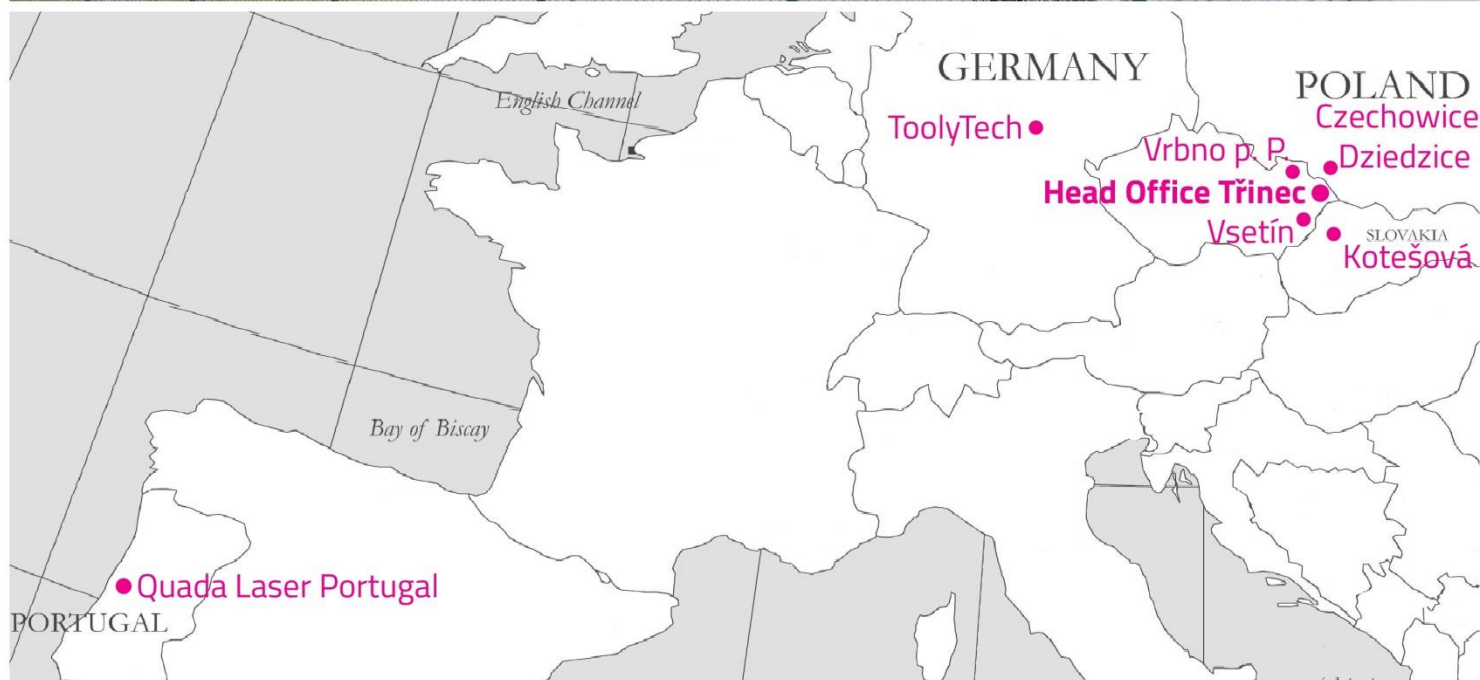 GERMANY
POLAND
English Channel
ToolyTech
Czechowice
Dziedzice
Vrbno p. P.
Head Office Třinec
Vsetín
SLOVAKIA
Kotešová
Bay of Biscay
Quada Laser Portugal
PORTUGAL